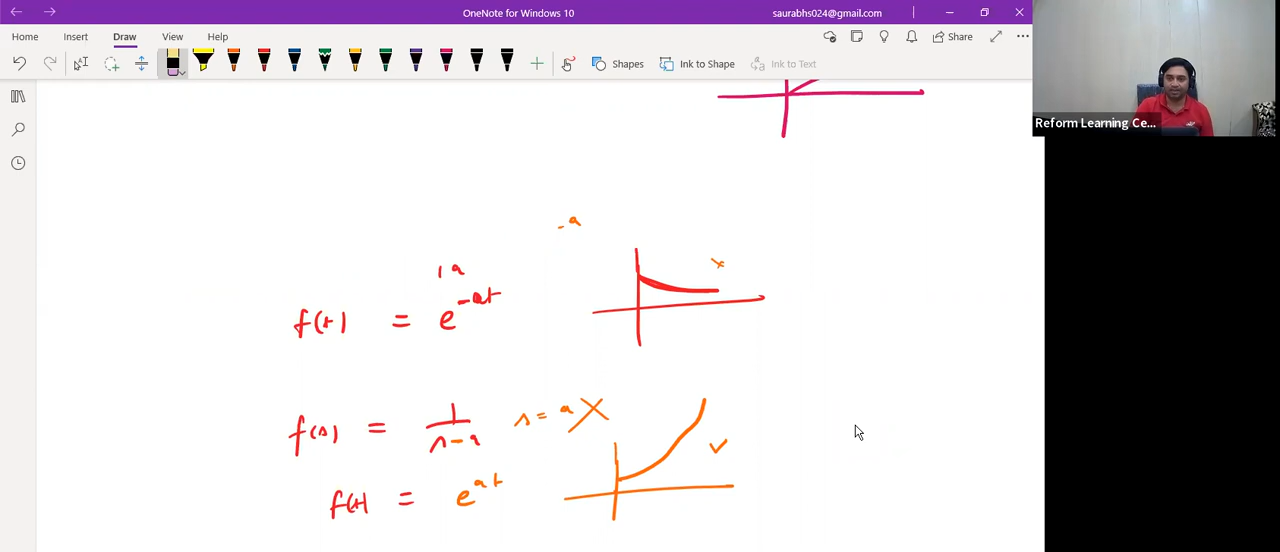 OneNote for Windows 10
saurabhs024@gmail.com
Home Insert Draw View Help
Share
Shapes Ink to Shape Ink to Text
Reform Learning Ce...
-a
f(t) = e^{-at}
x
f(s) = 1/(s-a) s = a X
f(t) = e^{at}
✓